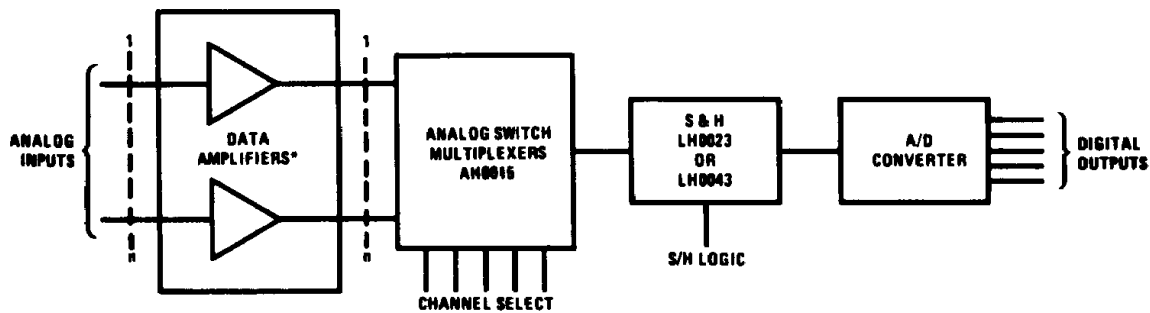 ANALOG
INPUTS
1
n
DATA
AMPLIFIERS*
1
n
ANALOG SWITCH
MULTIPLEXERS
AH0015
CHANNEL SELECT
S & H
LH0023
OR
LH0043
S/H LOGIC
A/D
CONVERTER
DIGITAL
OUTPUTS